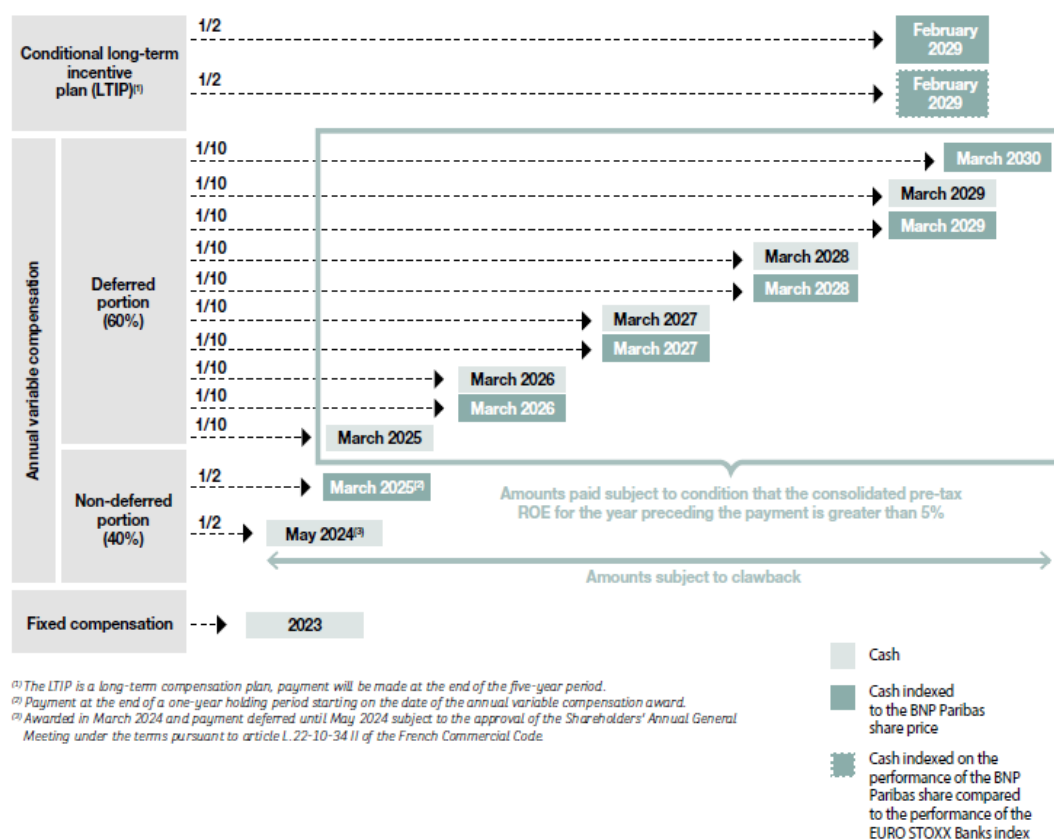 Conditional long-term
incentive
plan (LTIP)(1)
1/2
February
2029
1/2
February
2029
Annual variable compensation
Deferred
portion
(60%)
1/10
March 2030
1/10
March 2029
1/10
March 2029
1/10
March 2028
1/10
March 2028
1/10
March 2027
1/10
March 2027
1/10
March 2026
1/10
March 2026
1/10
March 2025
Non-deferred
portion
(40%)
1/2
March 2025(2)
1/2
May 2024(3)
Amounts paid subject to condition that the consolidated pre-tax
ROE for the year preceding the payment is greater than 5%
Amounts subject to clawback
Fixed compensation
2023
(1) The LTIP is a long-term compensation plan, payment will be made at the end of the five-year period.
(2) Payment at the end of a one-year holding period starting on the date of the annual variable compensation award.
(3) Awarded in March 2024 and payment deferred until May 2024 subject to the approval of the Shareholders' Annual General
Meeting under the terms pursuant to article L.22-10-34 II of the French Commercial Code.
Cash
Cash indexed
to the BNP Paribas
share price
Cash indexed on the
performance of the BNP
Paribas share compared
to the performance of the
EURO STOXX Banks index